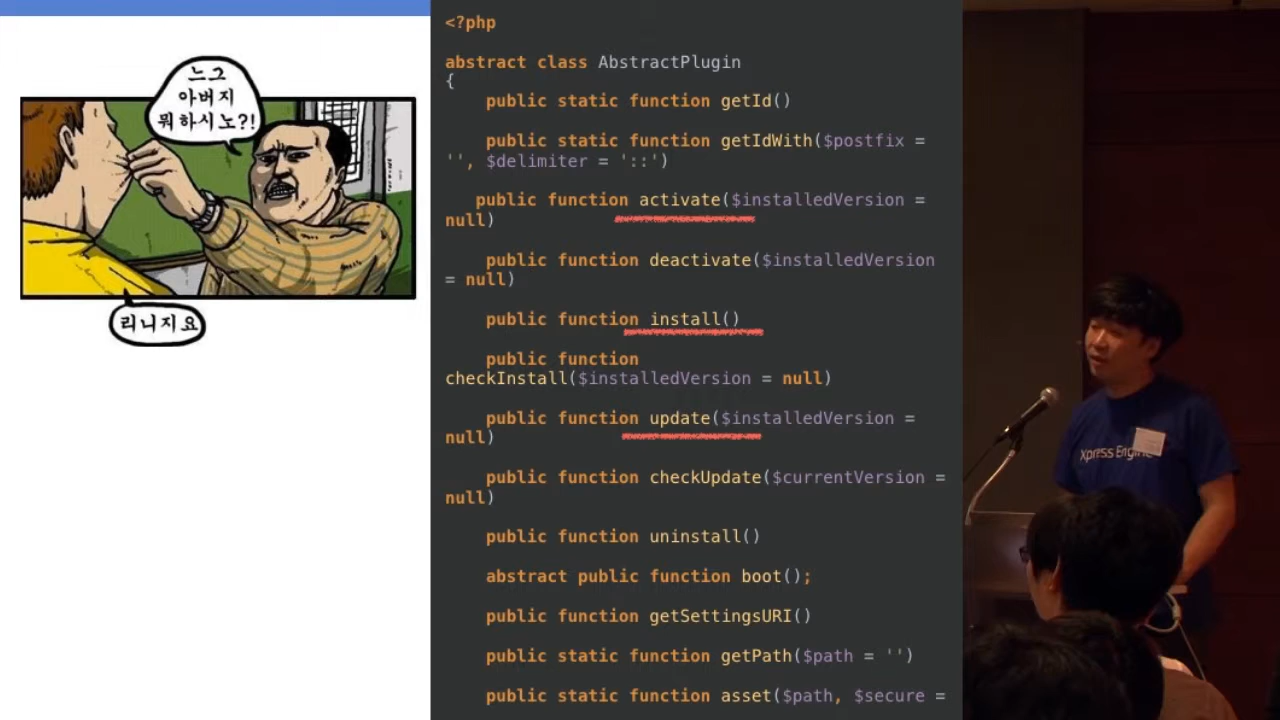 느그
아버지
뭐하시노?!
리니지요
<?php
abstract class AbstractPlugin
{
public static function getId()
public static function getIdWith($postfix =
'', $delimiter = '::')
public function activate($installedVersion =
null)
public function deactivate($installedVersion
= null)
public function install()
public function
checkInstall($installedVersion = null)
public function update($installedVersion =
null)
public function checkUpdate($currentVersion =
null)
public function uninstall()
abstract public function boot();
public function getSettingsURI()
public static function getPath($path = '')
public static function asset($path, $secure =
Xpress Engine